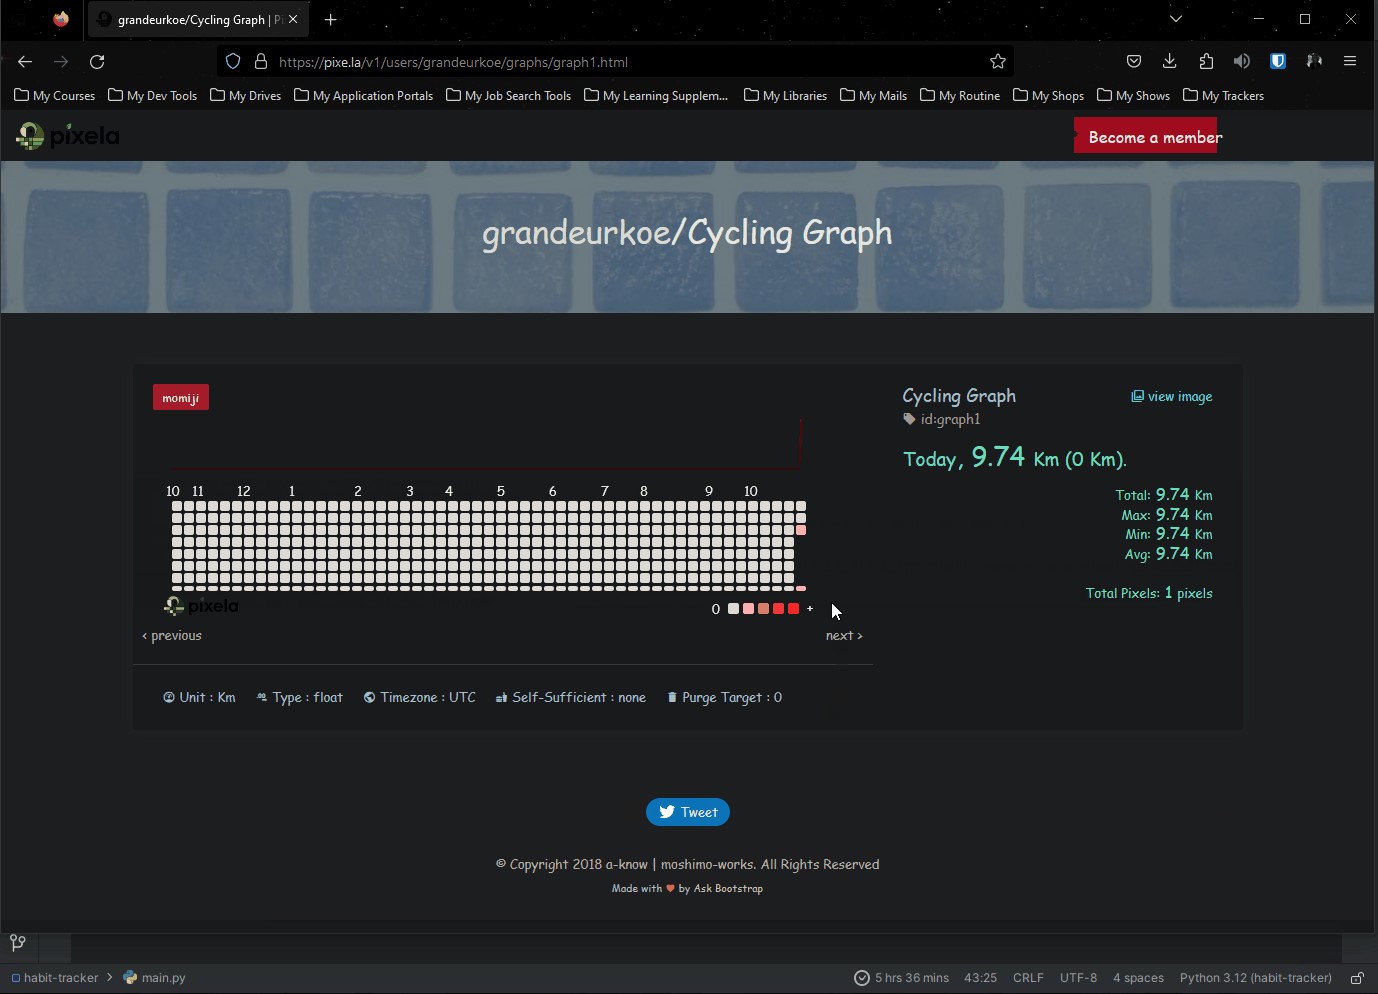 grandeurkoe/Cycling Graph | Pi
https://pixe.la/v1/users/grandeurkoe/graphs/graph1.html
My Courses My Dev Tools My Drives My Application Portals My Job Search Tools My Learning Supplem... My Libraries My Mails My Routine My Shops My Shows My Trackers
pixela
Become a member
grandeurkoe/Cycling Graph
momiji
10 11 12 1 2 3 4 5 6 7 8 9 10
pixela
0 +
‹ previous
next ›
Unit : Km Type : float Timezone : UTC Self-Sufficient : none Purge Target : 0
Cycling Graph
view image
id:graph1
Today, 9.74 Km (0 Km).
Total: 9.74 Km
Max: 9.74 Km
Min: 9.74 Km
Avg: 9.74 Km
Total Pixels: 1 pixels
Tweet
© Copyright 2018 a-know | moshimo-works. All Rights Reserved
Made with ♥ by Ask Bootstrap
habit-tracker > main.py
5 hrs 36 mins 43:25 CRLF UTF-8 4 spaces Python 3.12 (habit-tracker)